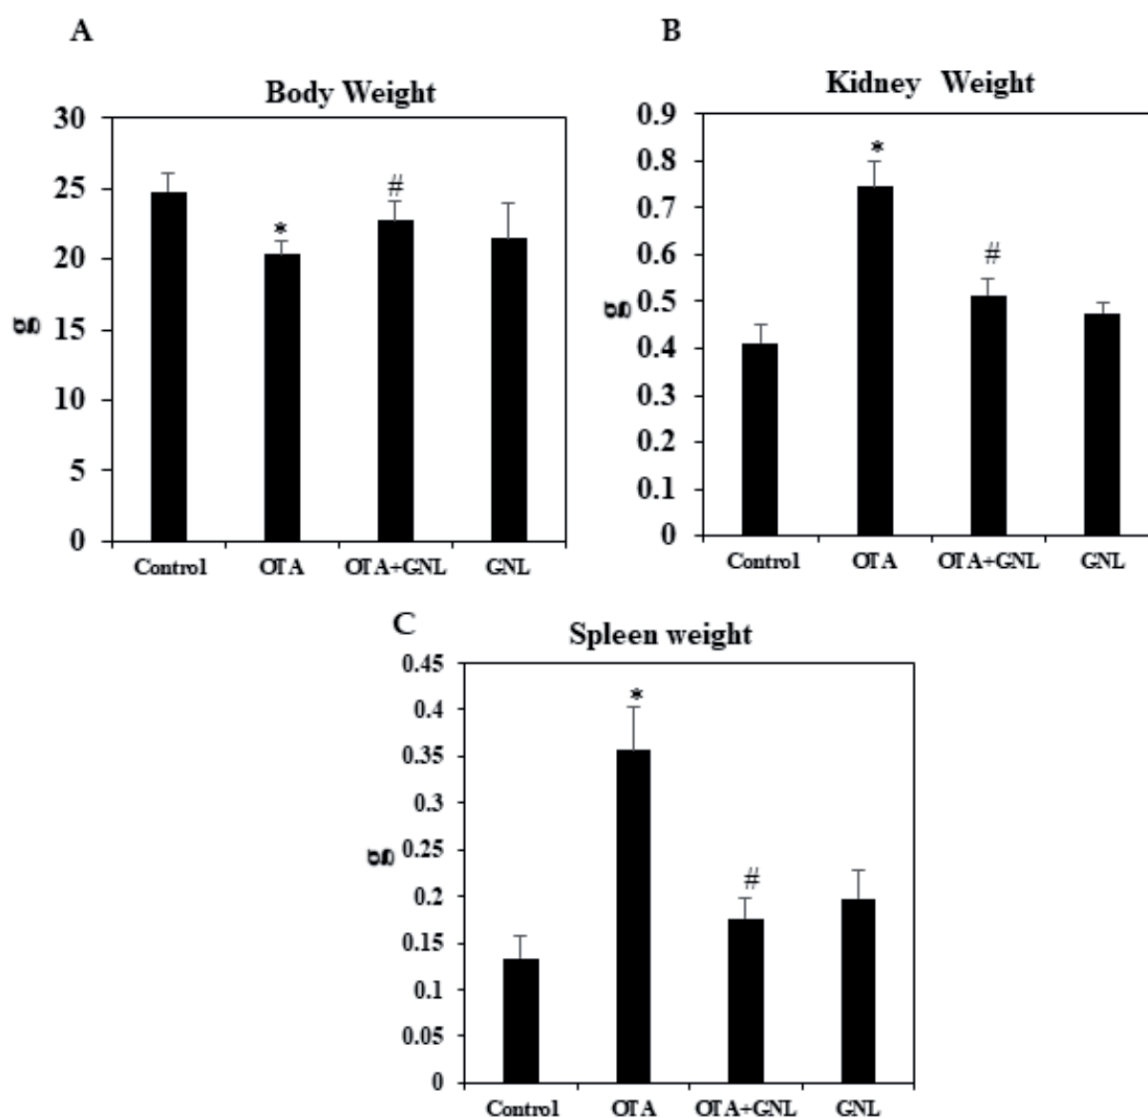 A
Body Weight
30
25
20
15
10
5
0
g
*
#
Control OTA OTA+GNL GNL
B
Kidney Weight
0.9
0.8
0.7
0.6
0.5
0.4
0.3
0.2
0.1
0
g
*
#
Control OTA OTA+GNL GNL
C
Spleen weight
0.45
0.4
0.35
0.3
0.25
0.2
0.15
0.1
0.05
0
g
*
#
Control OTA OTA+GNL GNL